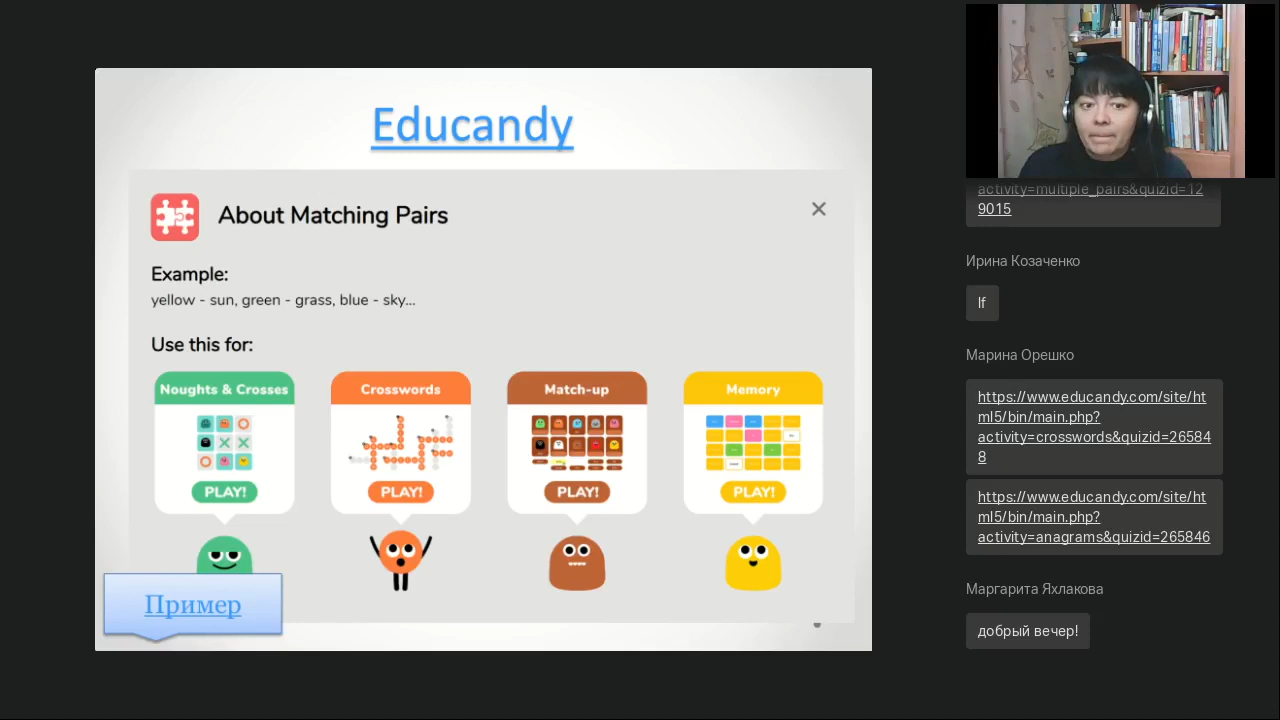 Educandy
About Matching Pairs
Example:
yellow - sun, green - grass, blue - sky...
Use this for:
Noughts & Crosses
PLAY!
Crosswords
PLAY!
Match-up
PLAY!
Memory
PLAY!
Пример
activity=multiple_pairs&quizid=12
9015
Ирина Козаченко
lf
Марина Орешко
https://www.educandy.com/site/ht
ml5/bin/main.php?
activity=crosswords&quizid=26584
8
https://www.educandy.com/site/ht
ml5/bin/main.php?
activity=anagrams&quizid=265846
Маргарита Яхлакова
добрый вечер!